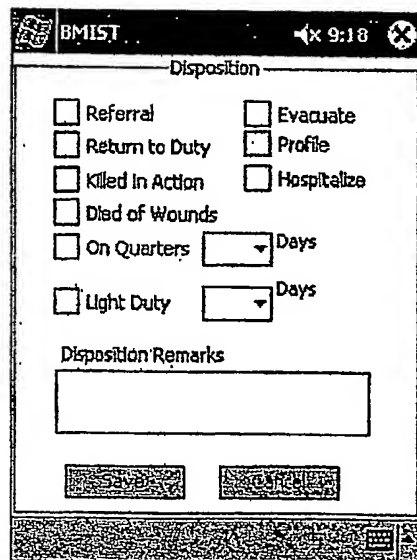 BMIST 9:18
Disposition
Referral Evacuate
Return to Duty Profile
Killed in Action Hospitalize
Died of Wounds
On Quarters Days
Light Duty Days
Disposition Remarks
Save Cancel